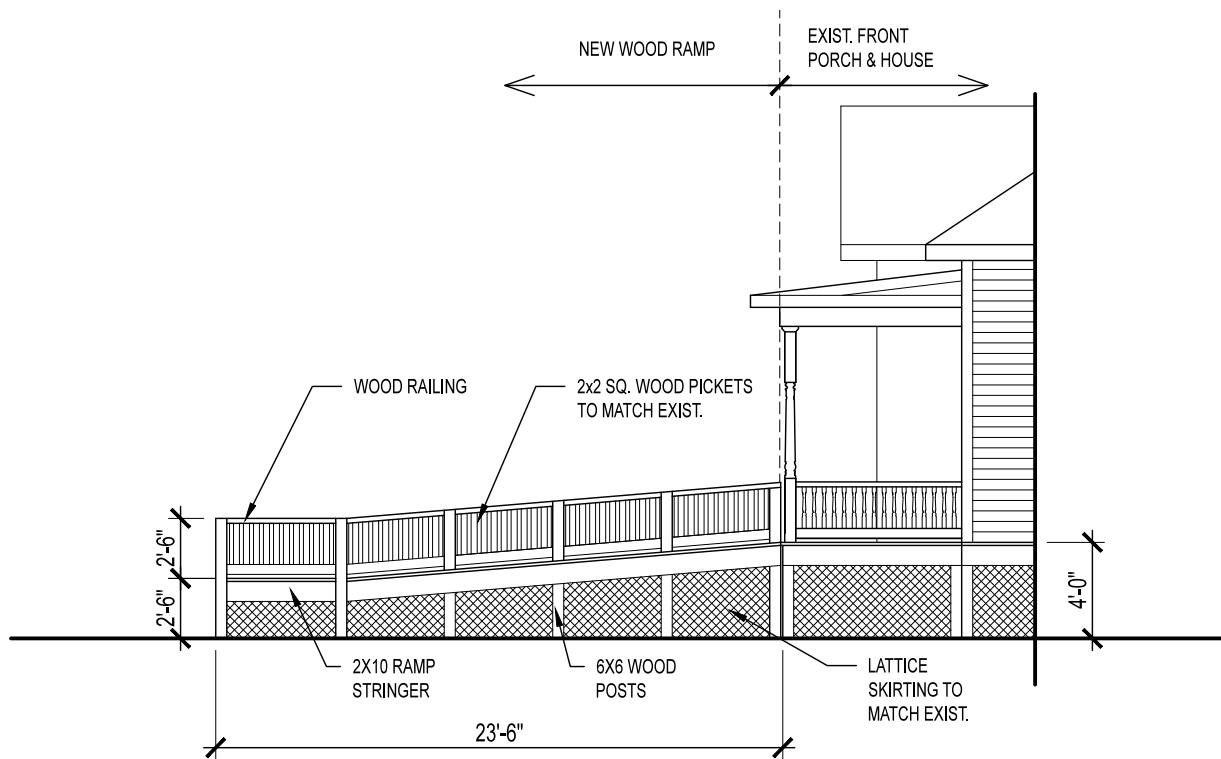 NEW WOOD RAMP
EXIST. FRONT
PORCH & HOUSE
WOOD RAILING
2x2 SQ. WOOD PICKETS
TO MATCH EXIST.
2'-6"
2'-6"
4'-0"
2X10 RAMP
STRINGER
6X6 WOOD
POSTS
LATTICE
SKIRTING TO
MATCH EXIST.
23'-6"